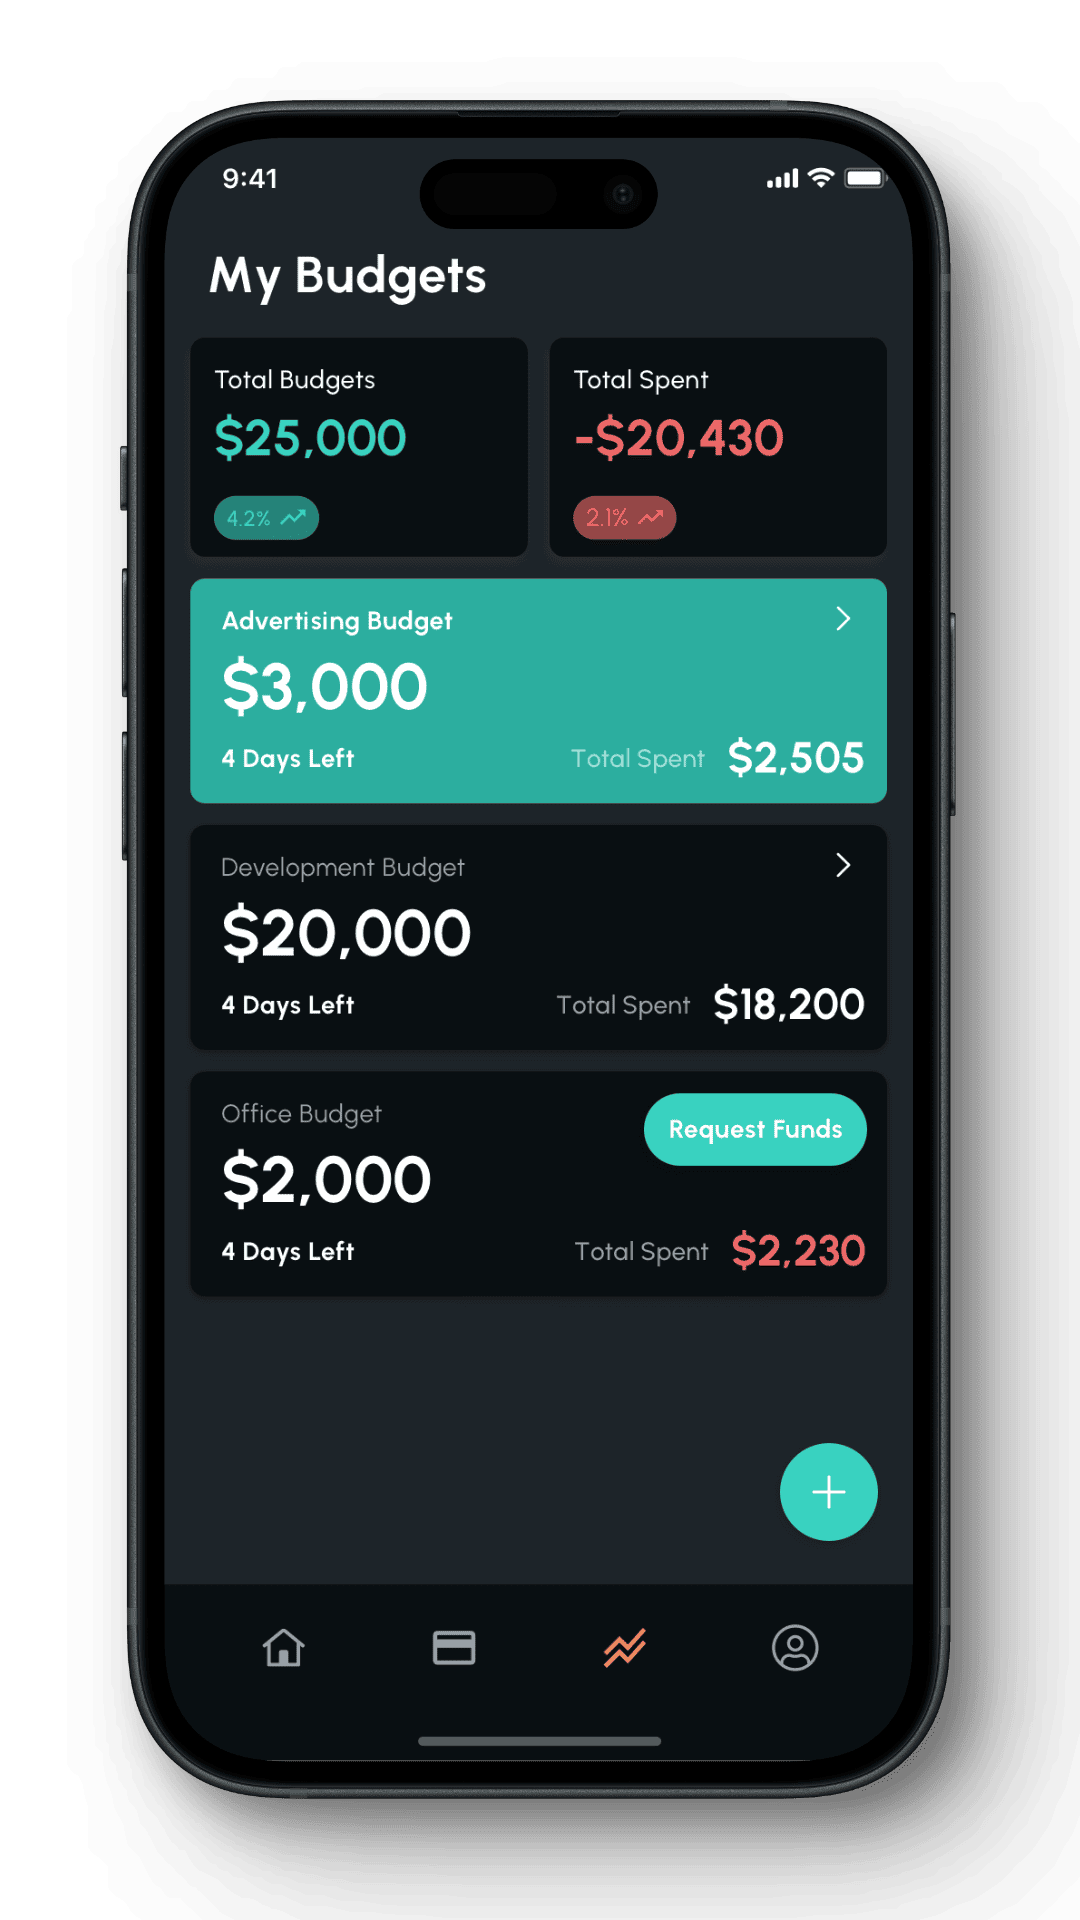 9:41
My Budgets
Total Budgets
$25,000
4.2%
Total Spent
-$20,430
2.1%
Advertising Budget
$3,000
4 Days Left
Total Spent $2,505
Development Budget
$20,000
4 Days Left
Total Spent $18,200
Office Budget
Request Funds
$2,000
4 Days Left
Total Spent $2,230